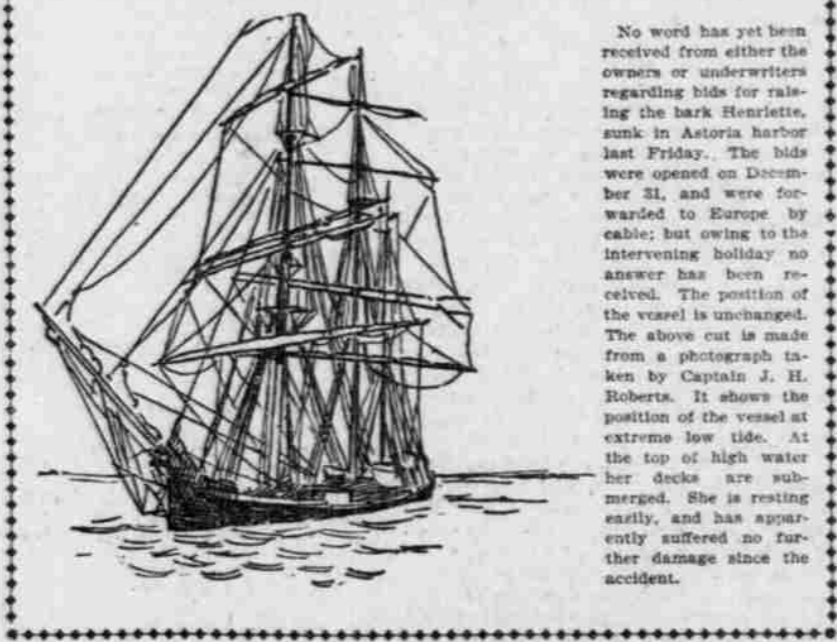 No word has yet been
received from either the
owners or underwriters
regarding bids for rais-
ing the bark Henriette,
sunk in Astoria harbor
last Friday. The bids
were opened on Decem-
ber 31, and were for-
warded to Europe by
cable; but owing to the
intervening holiday no
answer has been re-
ceived. The position of
the vessel is unchanged.
The above cut is made
from a photograph ta-
ken by Captain J. H.
Roberts. It shows the
position of the vessel at
extreme low tide. At
the top of high water
her decks are sub-
merged. She is resting
easily, and has appar-
ently suffered no fur-
ther damage since the
accident.